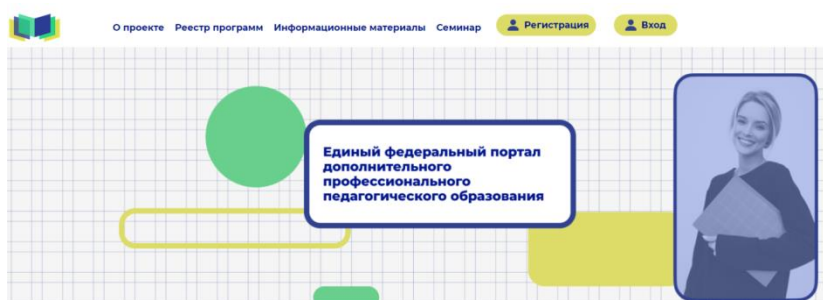 О проекте Реестр программ Информационные материалы Семинар Регистрация Вход
Единый федеральный портал
дополнительного
профессионального
педагогического образования